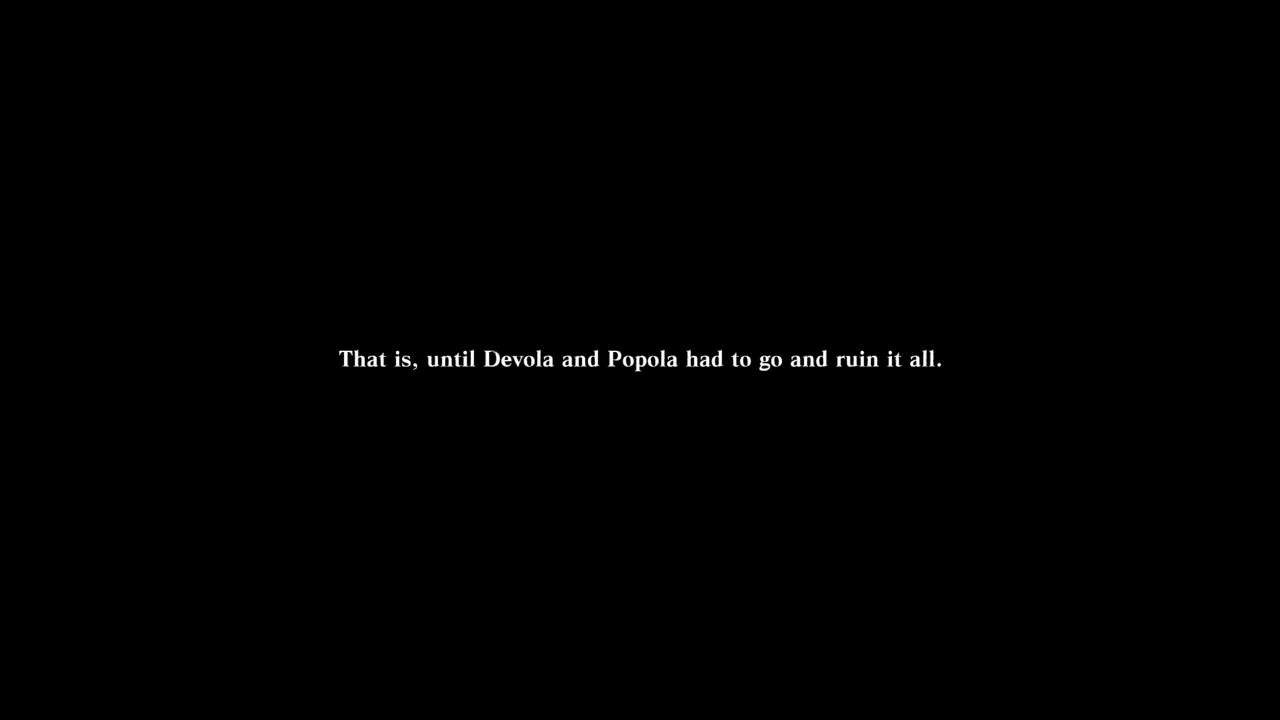 That is, until Devola and Popola had to go and ruin it all.